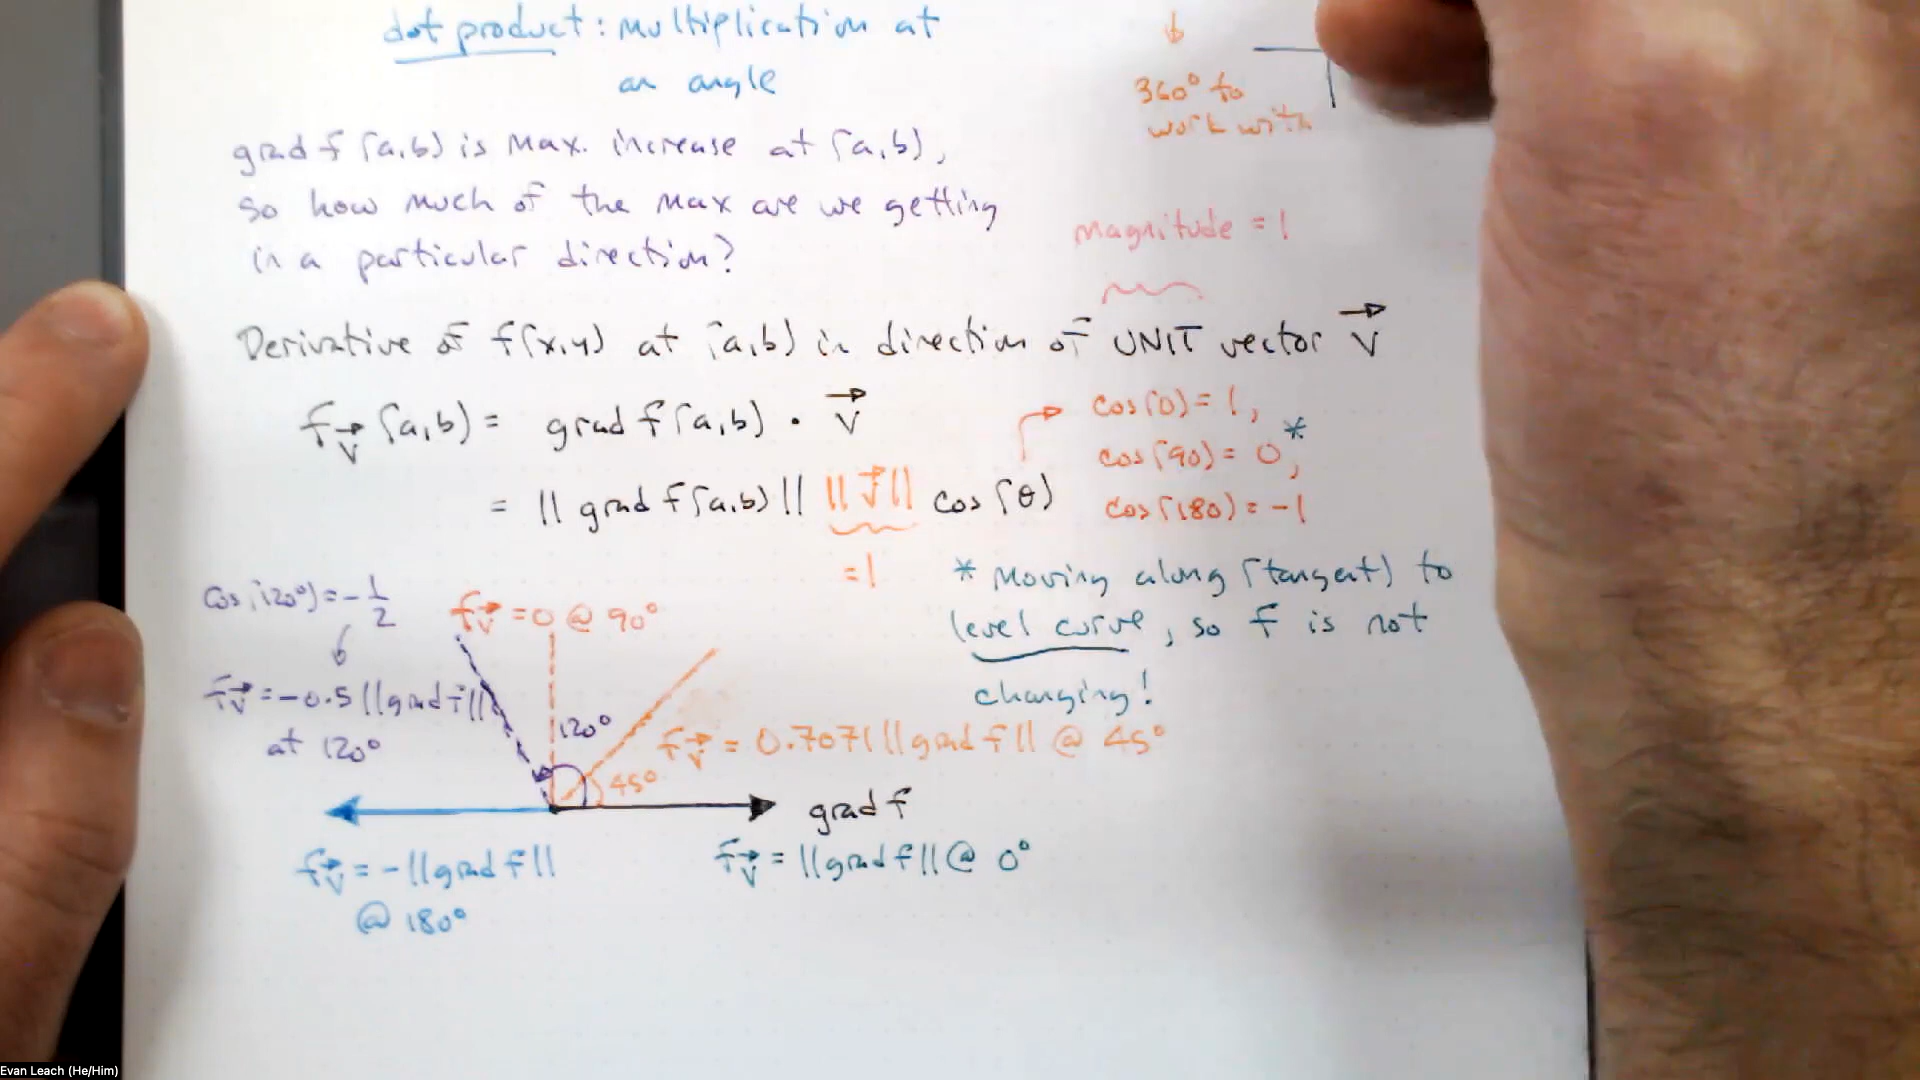 dot product: multiplication at
an angle
360° to
work with
grad f (a,b) is max. increase at (a,b),
so how much of the max are we getting
in a particular direction?
magnitude = 1
Derivative of f(x,y) at (a,b) in direction of UNIT vector v⃗
f_v⃗ (a,b) = grad f(a,b) · v⃗
= || grad f(a,b) || ||v⃗|| cos(θ)
= 1
cos(0) = 1,
cos(90) = 0,*
cos(180) = -1
* Moving along (tangent) to
level curve, so f is not
changing!
cos(120°) = -1/2
f_v⃗ = -0.5 ||grad f||
at 120°
f_v⃗ = 0 @ 90°
120°
45°
f_v⃗ = 0.7071 ||grad f|| @ 45°
grad f
f_v⃗ = ||grad f|| @ 0°
f_v⃗ = -||grad f||
@ 180°
Evan Leach (He/Him)